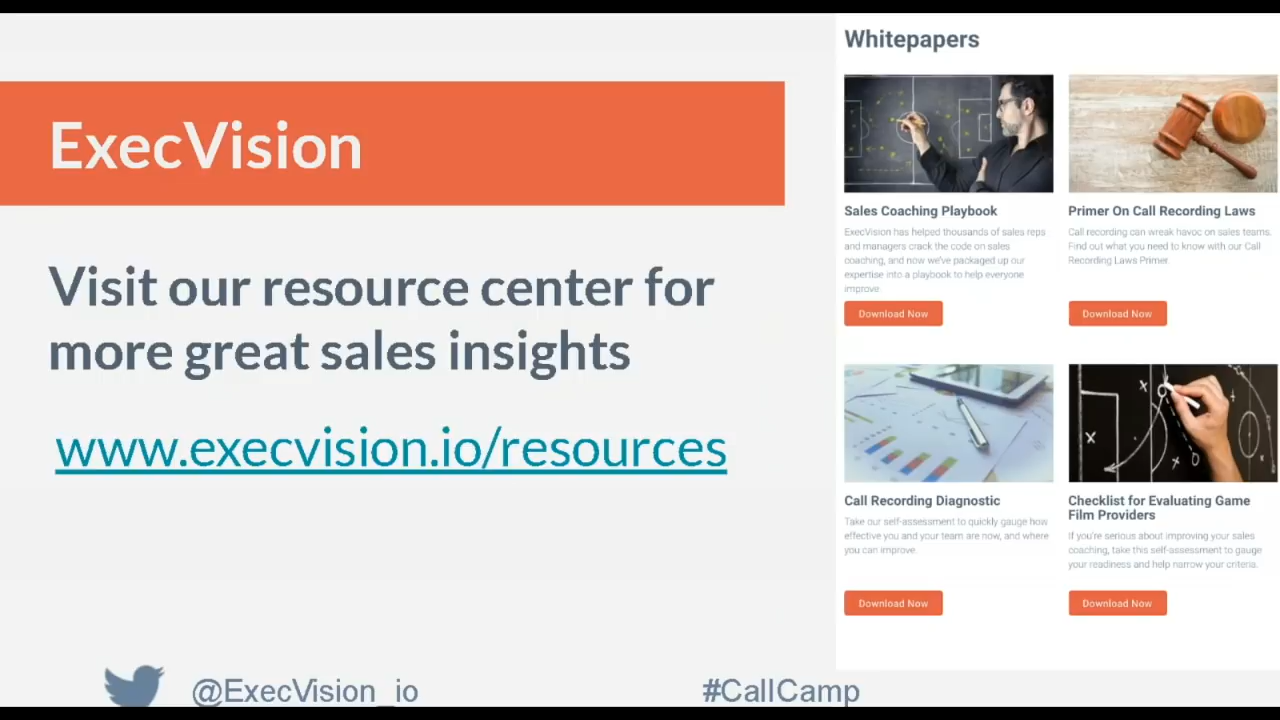 ExecVision
Visit our resource center for
more great sales insights
www.execvision.io/resources
@ExecVision_io
#CallCamp
Whitepapers
Sales Coaching Playbook
ExecVision has helped thousands of sales reps
and managers crack the code on sales
coaching, and now we've packaged up our
expertise into a playbook to help everyone
improve.
Download Now
Primer On Call Recording Laws
Call recording can wreak havoc on sales teams.
Find out what you need to know with our Call
Recording Laws Primer.
Download Now
Call Recording Diagnostic
Take our self-assessment to quickly gauge how
effective you and your team are now, and where
you can improve.
Download Now
Checklist for Evaluating Game
Film Providers
If you're serious about improving your sales
coaching, take this self-assessment to gauge
your readiness and help narrow your criteria.
Download Now